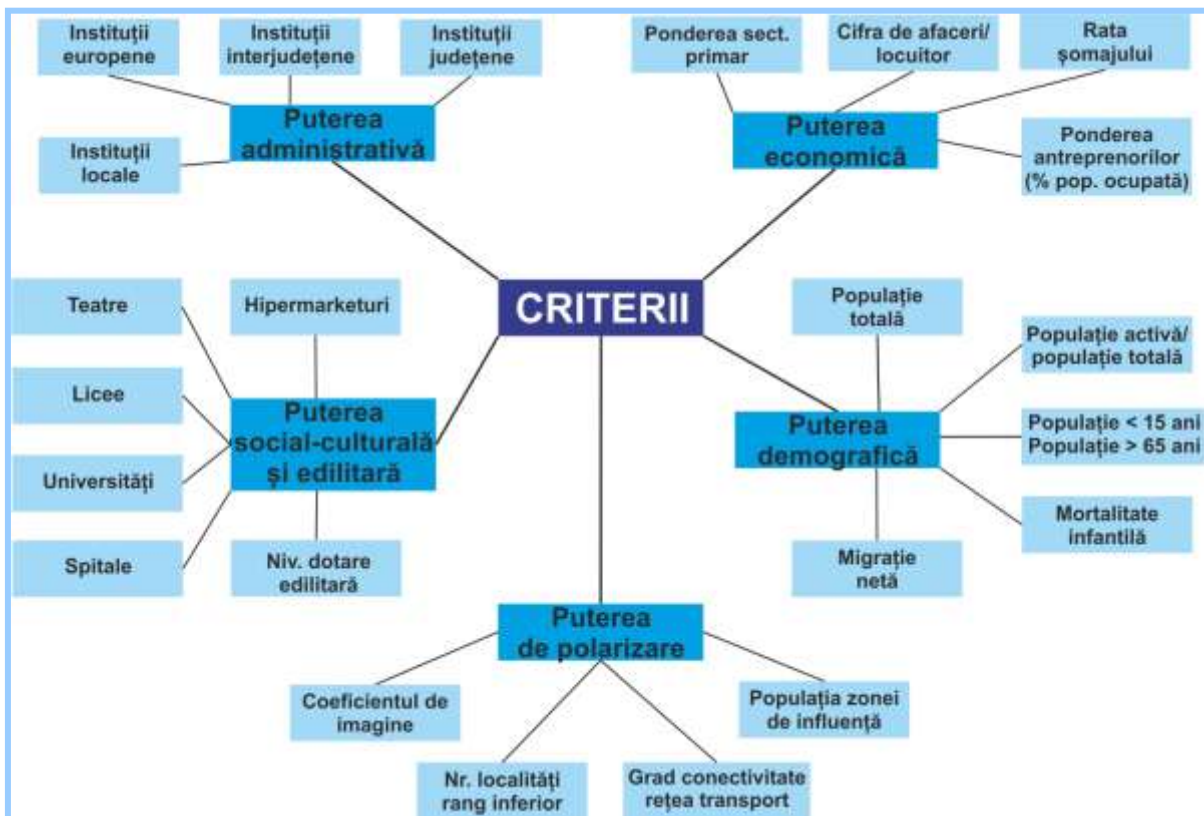 Instituții
europene
Instituții
interjudețene
Instituții
județene
Ponderea sect.
primar
Cifra de afaceri/
locuitor
Rata
șomajului
Puterea
administrativă
Puterea
economică
Instituții
locale
Ponderea
antreprenorilor
(% pop. ocupată)
CRITERII
Teatre
Hipermarketuri
Populație
totală
Populație activă/
populație totală
Licee
Puterea
social-culturală
și edilitară
Puterea
demografică
Populație < 15 ani
Populație > 65 ani
Universități
Spitale
Niv. dotare
edilitară
Migrație
netă
Mortalitate
infantilă
Puterea
de polarizare
Coeficientul de
imagine
Populația zonei
de influență
Nr. localități
rang inferior
Grad conectivitate
rețea transport